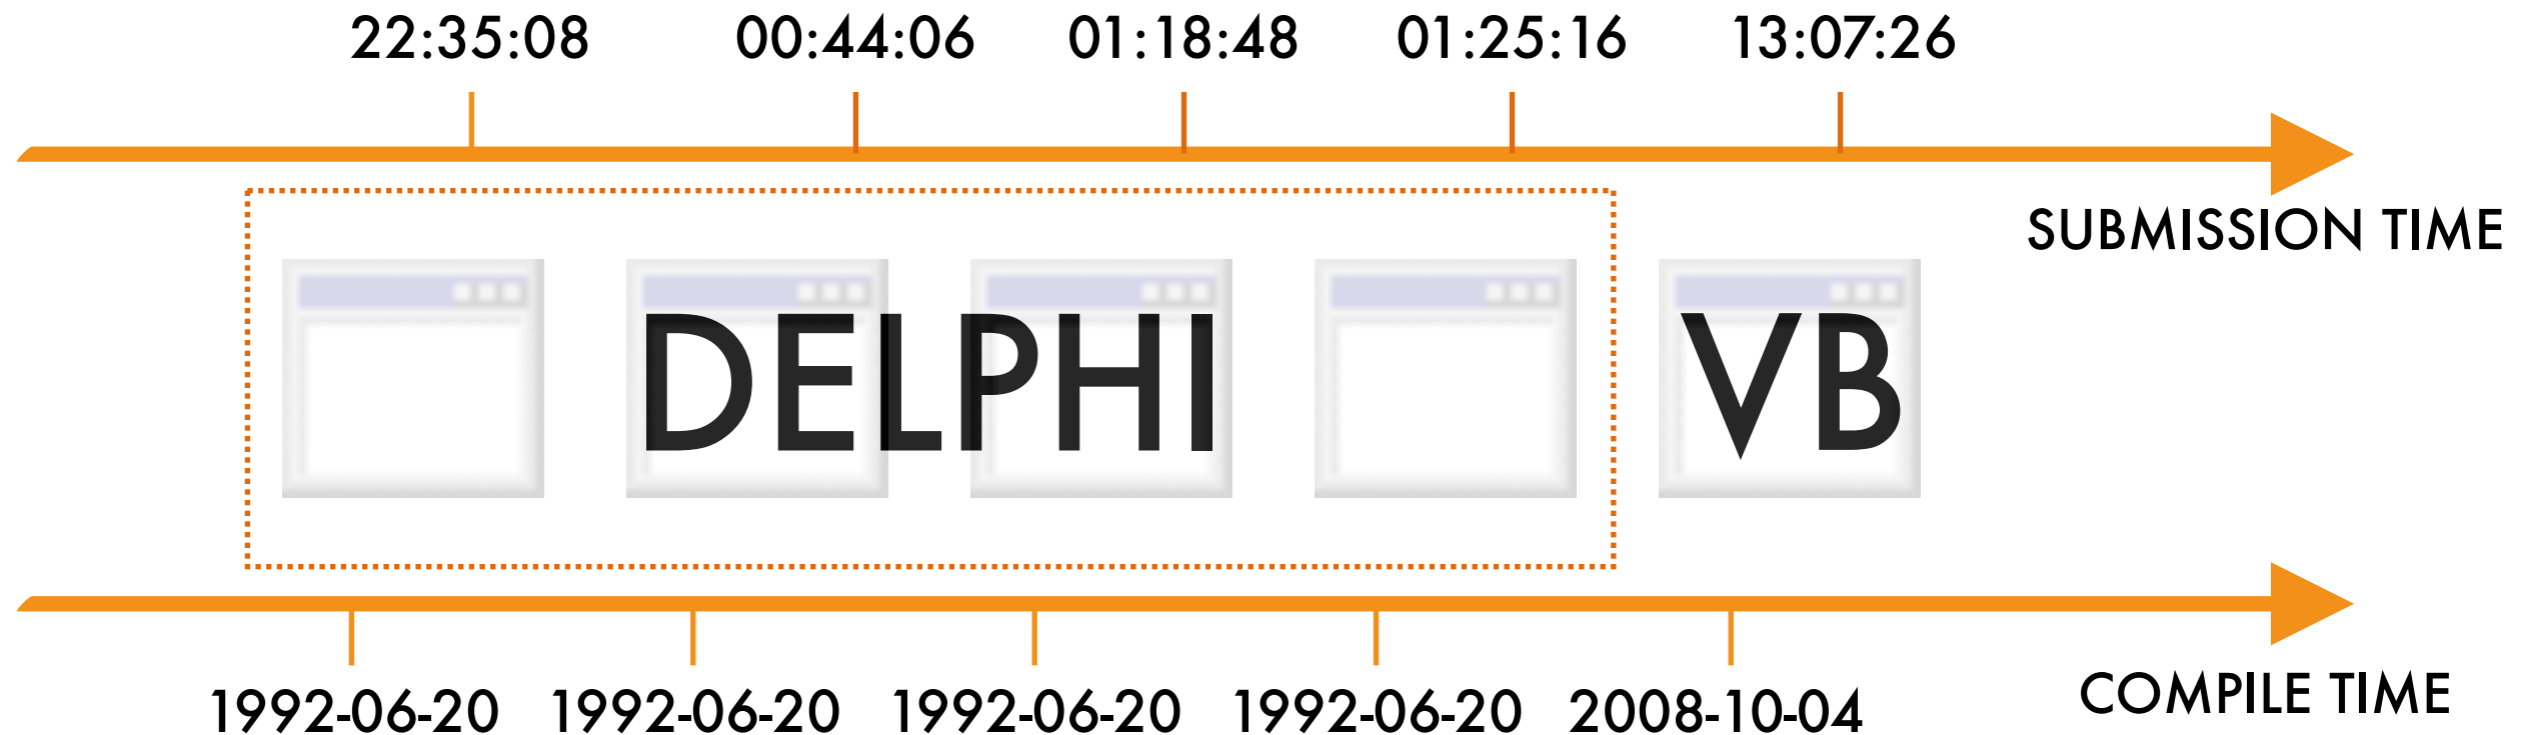 22:35:08 00:44:06 01:18:48 01:25:16 13:07:26
SUBMISSION TIME
DELPHI VB
1992-06-20 1992-06-20 1992-06-20 1992-06-20 2008-10-04
COMPILE TIME